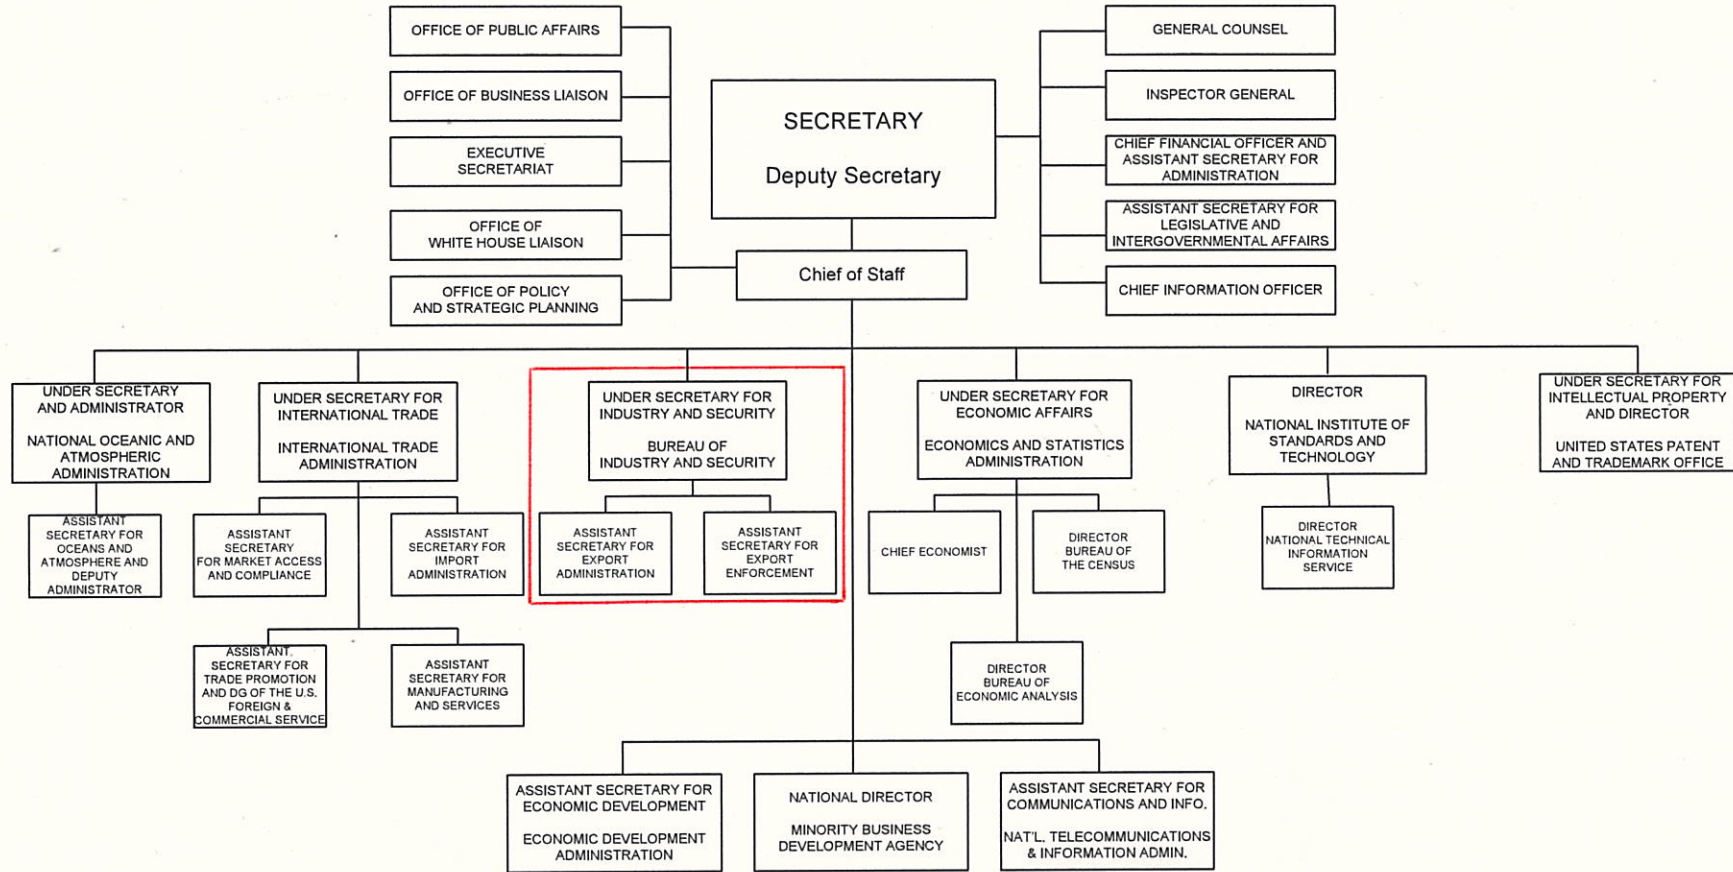 OFFICE OF PUBLIC AFFAIRS
OFFICE OF BUSINESS LIAISON
EXECUTIVE
SECRETARIAT
OFFICE OF
WHITE HOUSE LIAISON
OFFICE OF POLICY
AND STRATEGIC PLANNING
SECRETARY
Deputy Secretary
Chief of Staff
GENERAL COUNSEL
INSPECTOR GENERAL
CHIEF FINANCIAL OFFICER AND
ASSISTANT SECRETARY FOR
ADMINISTRATION
ASSISTANT SECRETARY FOR
LEGISLATIVE AND
INTERGOVERNMENTAL AFFAIRS
CHIEF INFORMATION OFFICER
UNDER SECRETARY
AND ADMINISTRATOR
NATIONAL OCEANIC AND
ATMOSPHERIC
ADMINISTRATION
UNDER SECRETARY FOR
INTERNATIONAL TRADE
INTERNATIONAL TRADE
ADMINISTRATION
UNDER SECRETARY FOR
INDUSTRY AND SECURITY
BUREAU OF
INDUSTRY AND SECURITY
UNDER SECRETARY FOR
ECONOMIC AFFAIRS
ECONOMICS AND STATISTICS
ADMINISTRATION
DIRECTOR
NATIONAL INSTITUTE OF
STANDARDS AND
TECHNOLOGY
UNDER SECRETARY FOR
INTELLECTUAL PROPERTY
AND DIRECTOR
UNITED STATES PATENT
AND TRADEMARK OFFICE
ASSISTANT
SECRETARY FOR
OCEANS AND
ATMOSPHERE AND
DEPUTY
ADMINISTRATOR
ASSISTANT
SECRETARY
FOR MARKET ACCESS
AND COMPLIANCE
ASSISTANT
SECRETARY FOR
IMPORT
ADMINISTRATION
ASSISTANT
SECRETARY FOR
EXPORT
ADMINISTRATION
ASSISTANT
SECRETARY FOR
EXPORT
ENFORCEMENT
CHIEF ECONOMIST
DIRECTOR
BUREAU OF
THE CENSUS
DIRECTOR
NATIONAL TECHNICAL
INFORMATION
SERVICE
ASSISTANT.
SECRETARY FOR
TRADE PROMOTION
AND DG OF THE U.S.
FOREIGN &
COMMERCIAL SERVICE
ASSISTANT
SECRETARY FOR
MANUFACTURING
AND SERVICES
DIRECTOR
BUREAU OF
ECONOMIC ANALYSIS
ASSISTANT SECRETARY FOR
ECONOMIC DEVELOPMENT
ECONOMIC DEVELOPMENT
ADMINISTRATION
NATIONAL DIRECTOR
MINORITY BUSINESS
DEVELOPMENT AGENCY
ASSISTANT SECRETARY FOR
COMMUNICATIONS AND INFO.
NAT'L. TELECOMMUNICATIONS
& INFORMATION ADMIN.